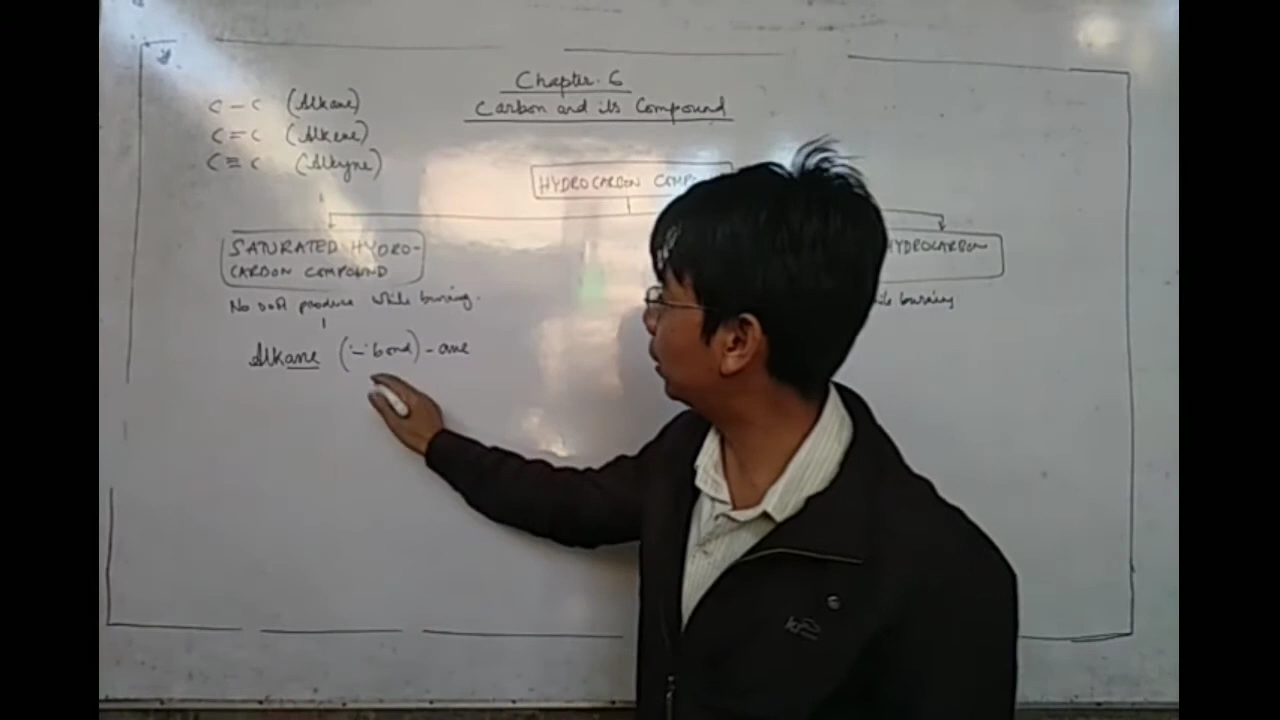 Chapter. 6
Carbon and its Compound
C – C (Alkane)
C = C (Alkene)
C ≡ C (Alkyne)
HYDROCARBON
SATURATED HYDRO-
CARBON COMPOUND
No soot produce while burning.
Alkane ('–' bond) – ane
HYDROCARBON
burning